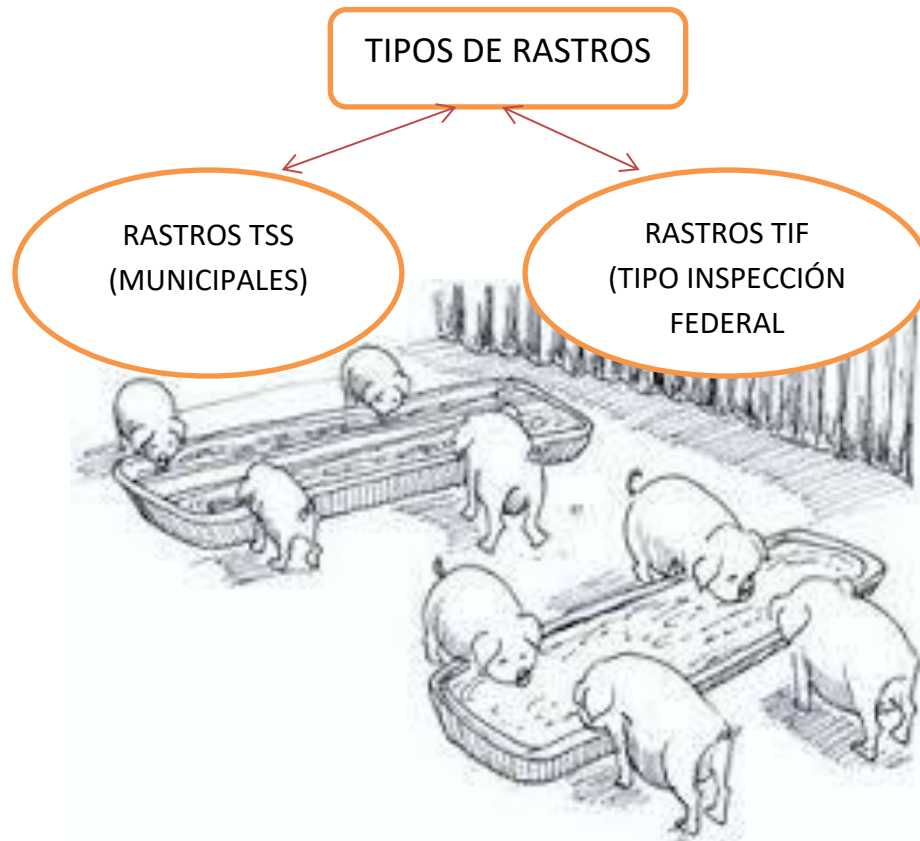 TIPOS DE RASTROS
RASTROS TSS
(MUNICIPALES)
RASTROS TIF
(TIPO INSPECCIÓN
FEDERAL